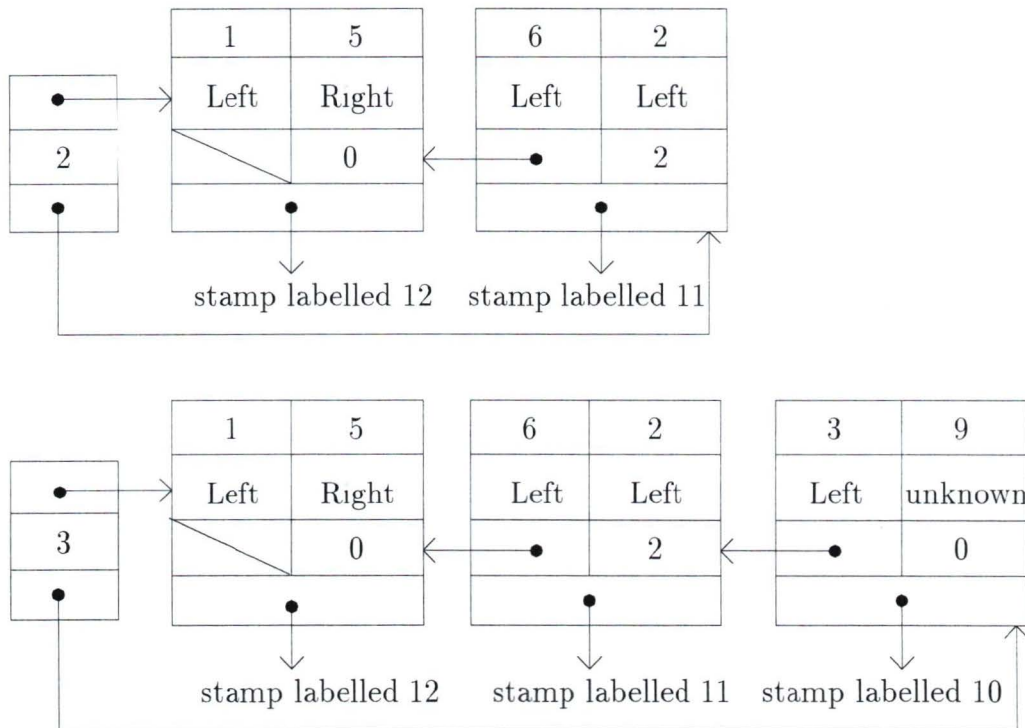 1 5 6 2
Left Right Left Left
2 0 2
stamp labelled 12 stamp labelled 11
1 5 6 2 3 9
Left Right Left Left Left unknown
3 0 2 0
stamp labelled 12 stamp labelled 11 stamp labelled 10